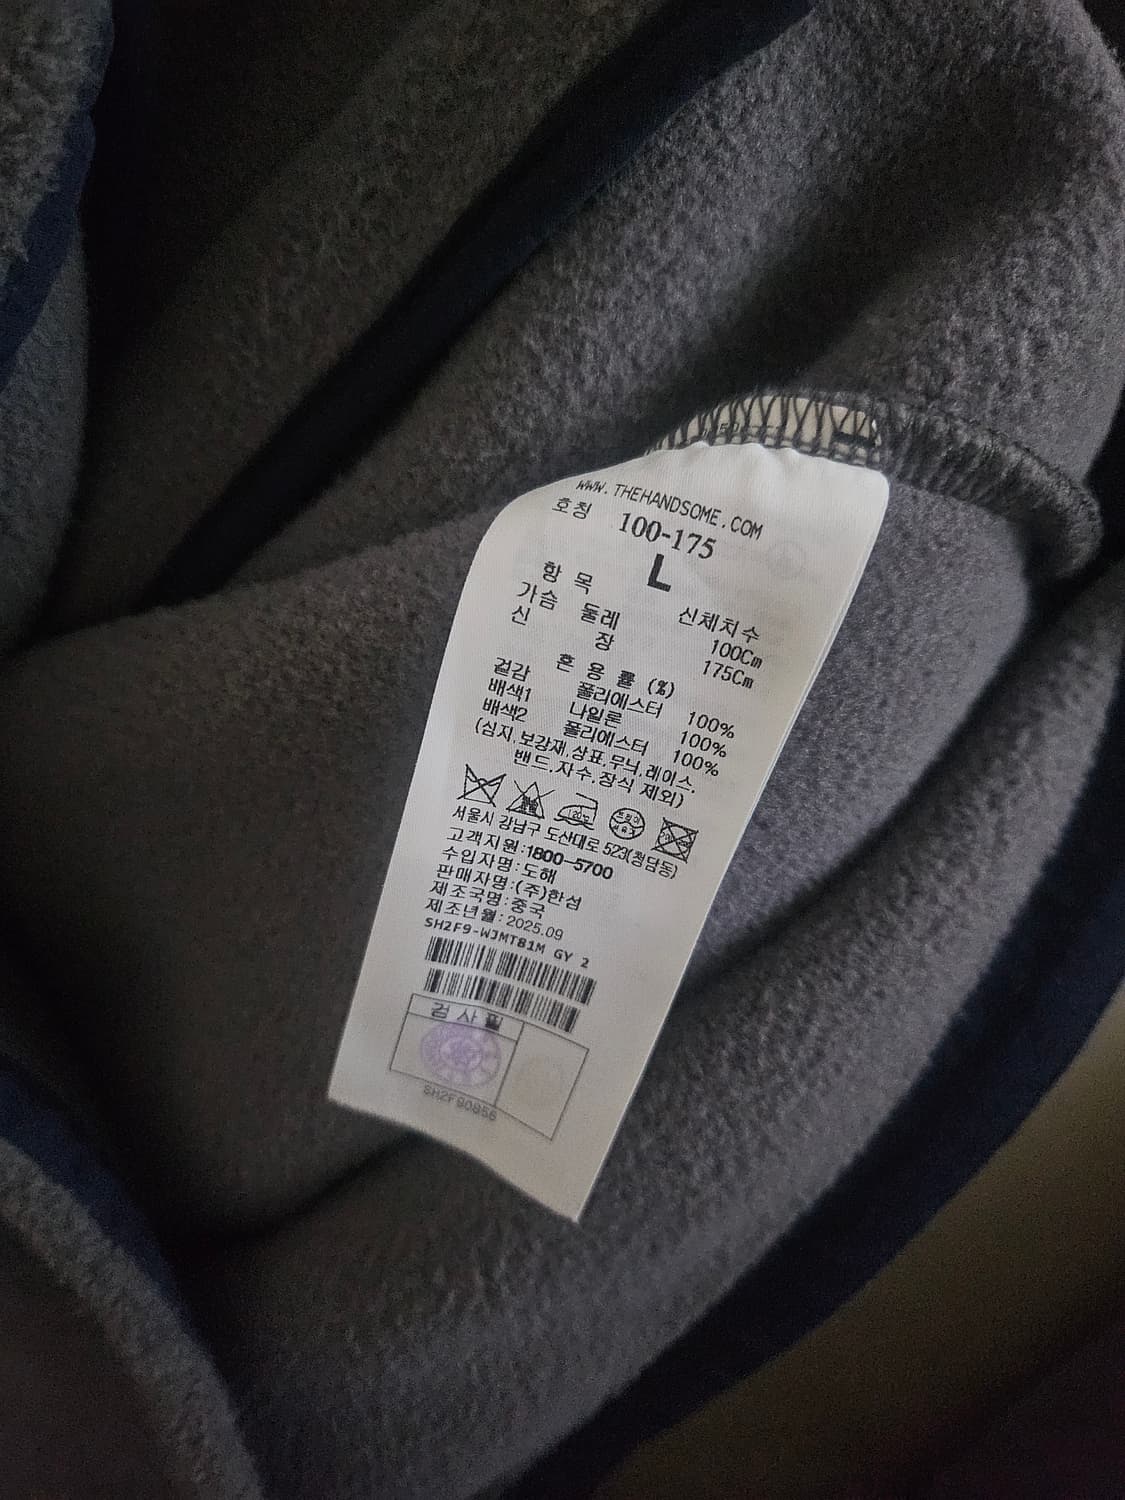 WWW.THEHANDSOME.COM
호칭 100-175
L
항 목 신체치수
가슴 둘레 100Cm
신 장 175Cm
혼 용 률 (%)
겉감 폴리에스터 100%
배색1 나일론 100%
배색2 폴리에스터 100%
(심지,보강재,상표,무늬,레이스,
밴드,자수,장식 제외)
서울시 강남구 도산대로 523(청담동)
고객지원:1800-5700
수입자명:도해
판매자명:(주)한섬
제조국명:중국
제조년월:2025.09
SH2F9-WJMTB1M GY 2
검 사 필
SH2F90856